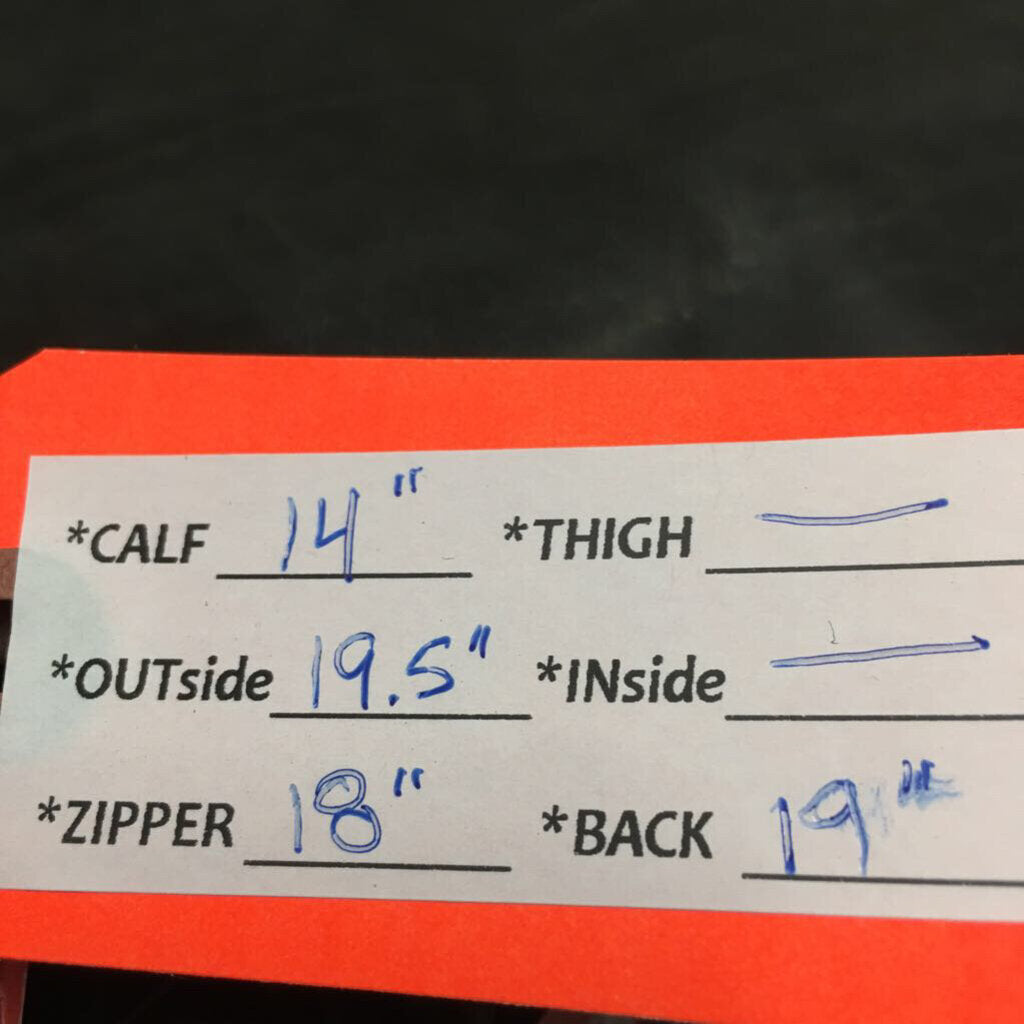 *CALF 14" *THIGH —
*OUTside 19.5" *INside —
*ZIPPER 18" *BACK 19"